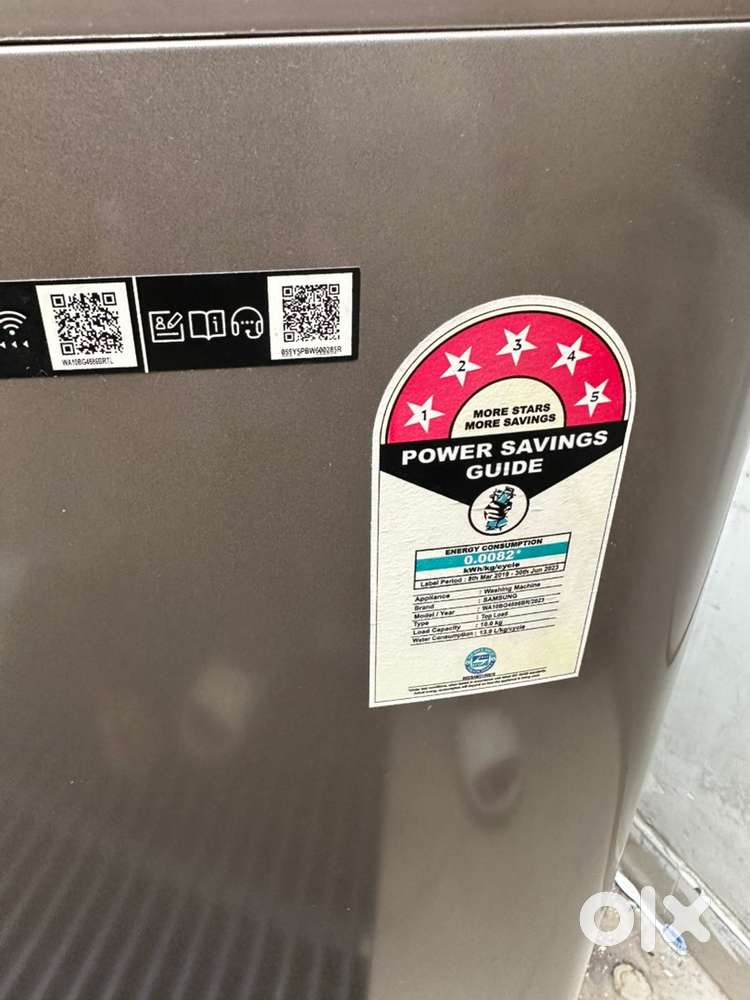 WA10BG4686BRTL
1
2
3
4
5
MORE STARS
MORE SAVINGS
POWER SAVINGS
GUIDE
ENERGY CONSUMPTION
0.0082*
kWh/kg/cycle
Label Period : 8th Mar 2019 - 30th Jun 2023
Appliance : Washing Machine
Brand : SAMSUNG
Model / Year : WA10BG4686BR/2023
Type : Top Load
Load Capacity : 10.0 kg
Water Consumption : 13.9 L/kg/cycle
olx